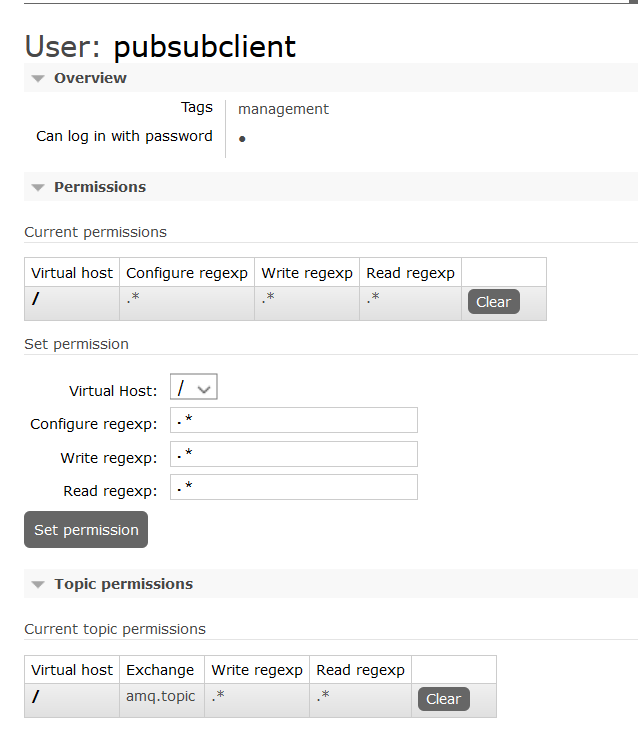 User: pubsubclient
Overview
Tags management
Can log in with password •
Permissions
Current permissions
Virtual host Configure regexp Write regexp Read regexp
/ .* .* .* Clear
Set permission
Virtual Host: /
Configure regexp: .*
Write regexp: .*
Read regexp: .*
Set permission
Topic permissions
Current topic permissions
Virtual host Exchange Write regexp Read regexp
/ amq.topic .* .* Clear